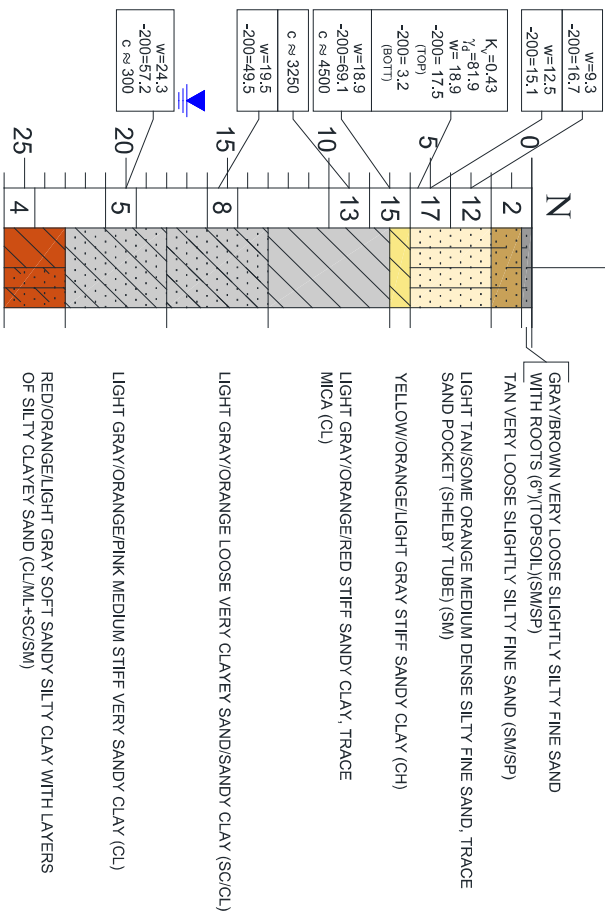 N
0
5
10
15
20
25
2
12
17
15
13
8
5
4
w=9.3
-200=16.7
w=12.5
-200=15.1
Kᵥ=0.43
γd=81.9
w= 18.9
-200= 17.5
(TOP)
-200= 3.2
(BOTT)
w=18.9
-200=69.1
c ≈ 4500
c ≈ 3250
w=19.5
-200=49.5
w=24.3
-200=57.2
c ≈ 300
GRAY/BROWN VERY LOOSE SLIGHTLY SILTY FINE SAND
WITH ROOTS (6")(TOPSOIL)(SM/SP)
TAN VERY LOOSE SLIGHTLY SILTY FINE SAND (SM/SP)
LIGHT TAN/SOME ORANGE MEDIUM DENSE SILTY FINE SAND, TRACE
SAND POCKET (SHELBY TUBE) (SM)
YELLOW/ORANGE/LIGHT GRAY STIFF SANDY CLAY (CH)
LIGHT GRAY/ORANGE/RED STIFF SANDY CLAY, TRACE
MICA (CL)
LIGHT GRAY/ORANGE LOOSE VERY CLAYEY SAND/SANDY CLAY (SC/CL)
LIGHT GRAY/ORANGE/PINK MEDIUM STIFF VERY SANDY CLAY (CL)
RED/ORANGE/LIGHT GRAY SOFT SANDY SILTY CLAY WITH LAYERS
OF SILTY CLAYEY SAND (CL/ML+SC/SM)